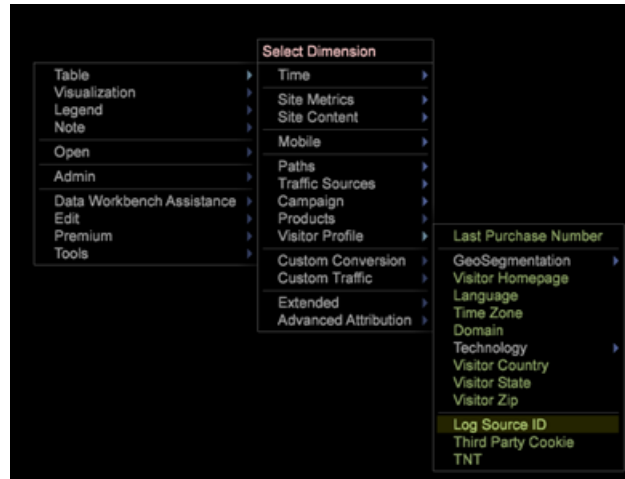 Select Dimension
Table
Visualization
Legend
Note
Open
Admin
Data Workbench Assistance
Edit
Premium
Tools
Time
Site Metrics
Site Content
Mobile
Paths
Traffic Sources
Campaign
Products
Visitor Profile
Custom Conversion
Custom Traffic
Extended
Advanced Attribution
Last Purchase Number
GeoSegmentation
Visitor Homepage
Language
Time Zone
Domain
Technology
Visitor Country
Visitor State
Visitor Zip
Log Source ID
Third Party Cookie
TNT